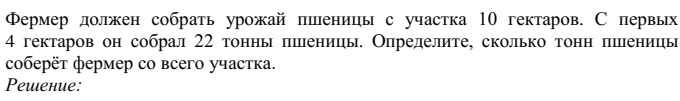 Фермер должен собрать урожай пшеницы с участка 10 гектаров. С первых
4 гектаров он собрал 22 тонны пшеницы. Определите, сколько тонн пшеницы
соберёт фермер со всего участка.
Решение: